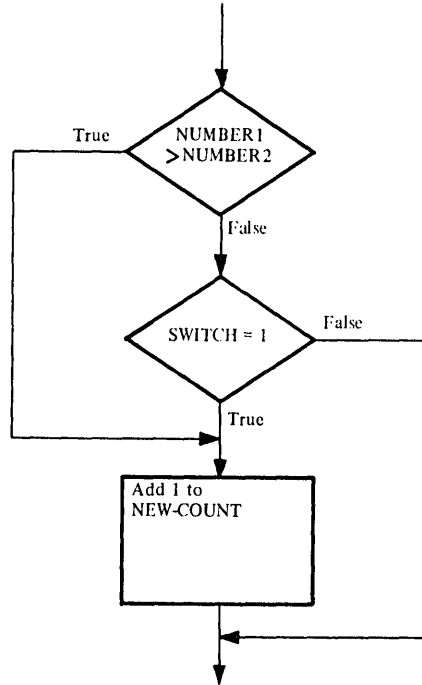 True
NUMBER1
> NUMBER2
False
SWITCH = 1
False
True
Add 1 to
NEW-COUNT